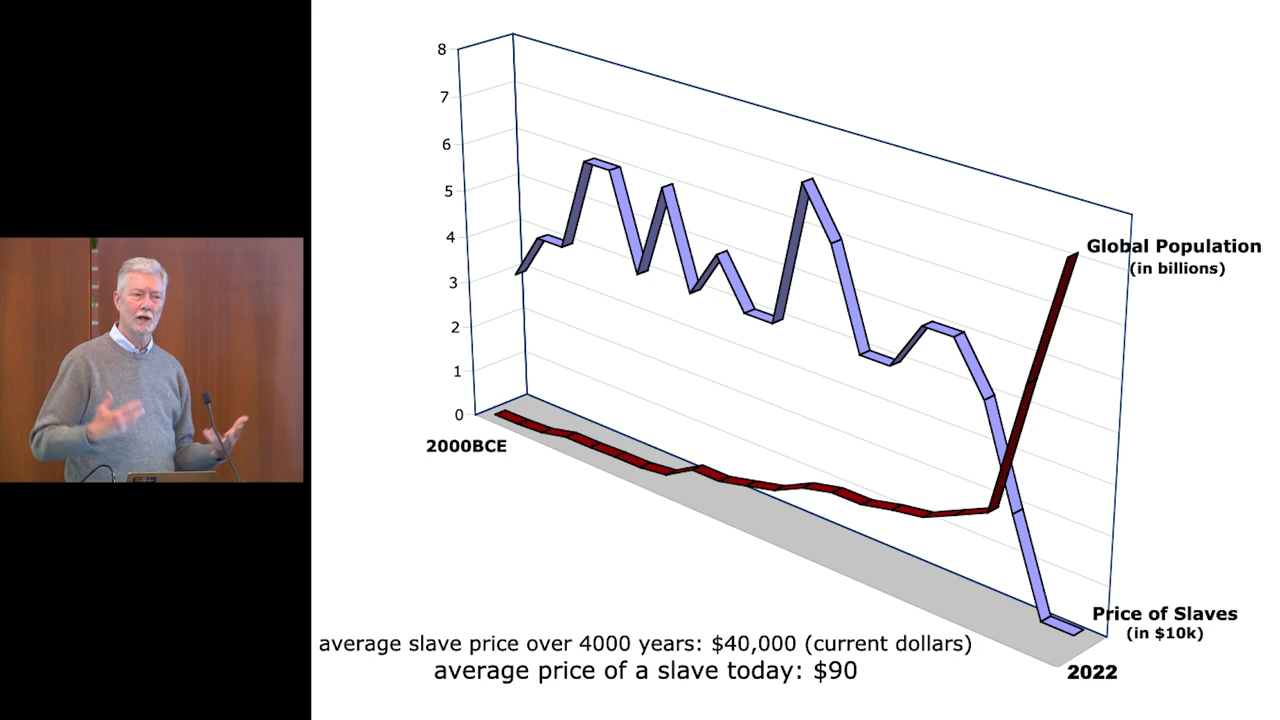 8
7
6
5
4
3
2
1
0
2000BCE
Global Population
(in billions)
Price of Slaves
(in $10k)
2022
average slave price over 4000 years: $40,000 (current dollars)
average price of a slave today: $90